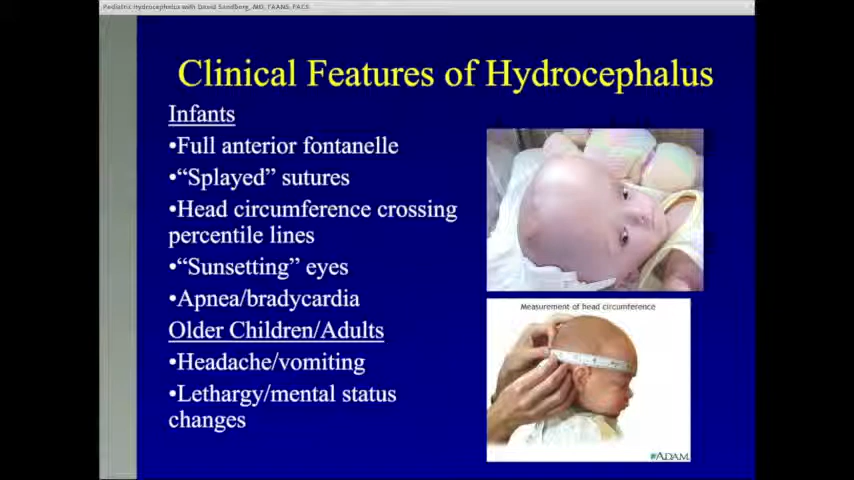 Pediatric Hydrocephalus with David Sandberg, MD, FAANS, FACS
Clinical Features of Hydrocephalus
Infants
•Full anterior fontanelle
•“Splayed” sutures
•Head circumference crossing
percentile lines
•“Sunsetting” eyes
•Apnea/bradycardia
Older Children/Adults
•Headache/vomiting
•Lethargy/mental status
changes
Measurement of head circumference
ADAM.